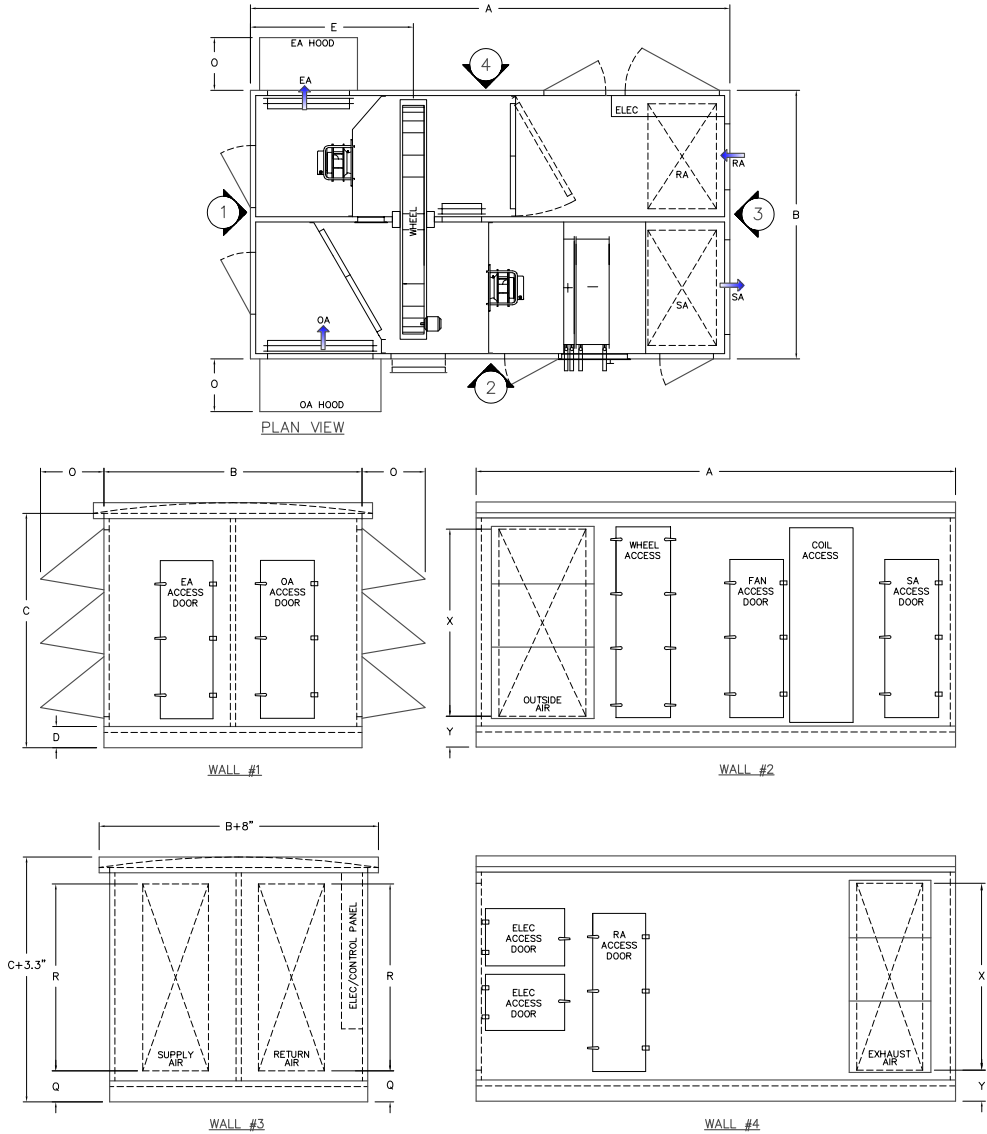 A
E
EA HOOD
O
EA
4
ELEC
RA
RA
1
WHEEL
3
B
SA
SA
OA
O
2
OA HOOD
PLAN VIEW
O
B
O
A
C
EA
ACCESS
DOOR
OA
ACCESS
DOOR
D
WALL #1
X
Y
OUTSIDE
AIR
WHEEL
ACCESS
FAN
ACCESS
DOOR
COIL
ACCESS
SA
ACCESS
DOOR
WALL #2
B+8"
C+3.3"
R
Q
SUPPLY
AIR
RETURN
AIR
ELEC/CONTROL PANEL
R
Q
WALL #3
ELEC
ACCESS
DOOR
ELEC
ACCESS
DOOR
RA
ACCESS
DOOR
EXHAUST
AIR
X
Y
WALL #4